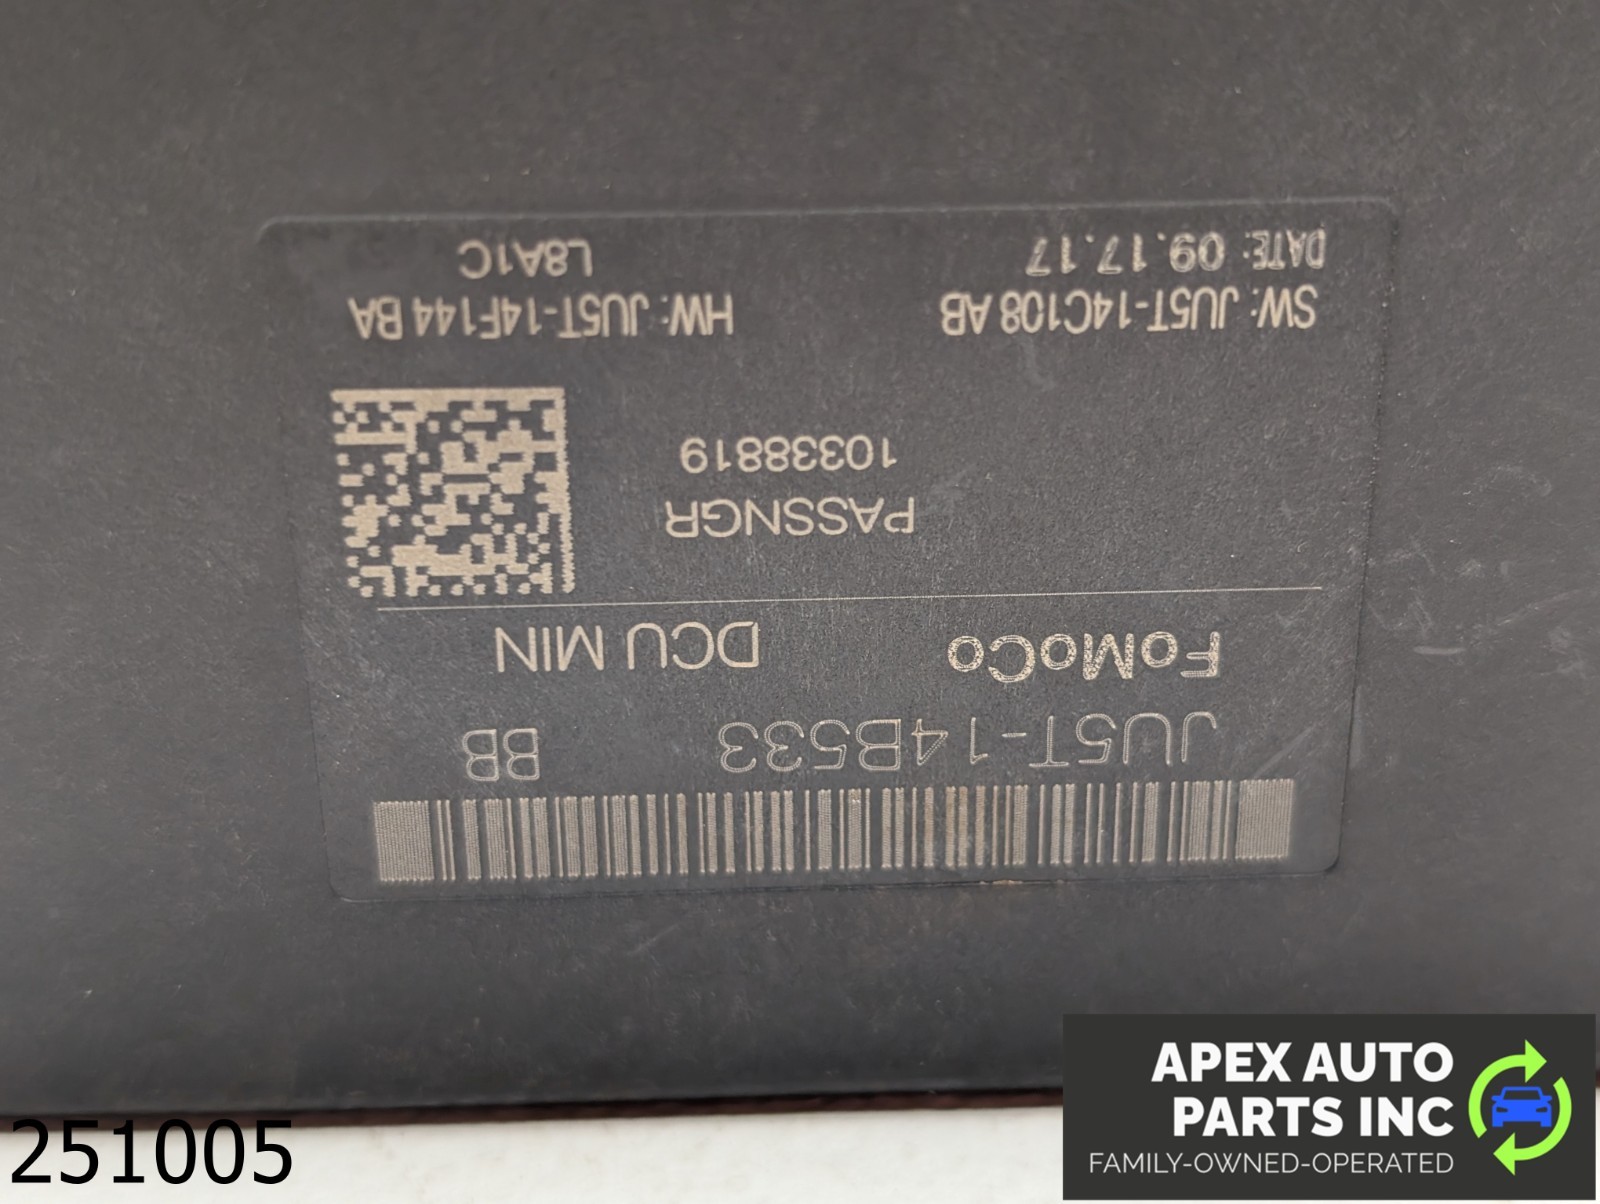 JU5T-14B533 BB
FoMoCo DCU MIN
PASSNGR
10338819
SW: JU5T-14C108 AB HW: JU5T-14F144 BA
DATE: 09.17.17 L8A1C
251005
APEX AUTO
PARTS INC
FAMILY-OWNED-OPERATED